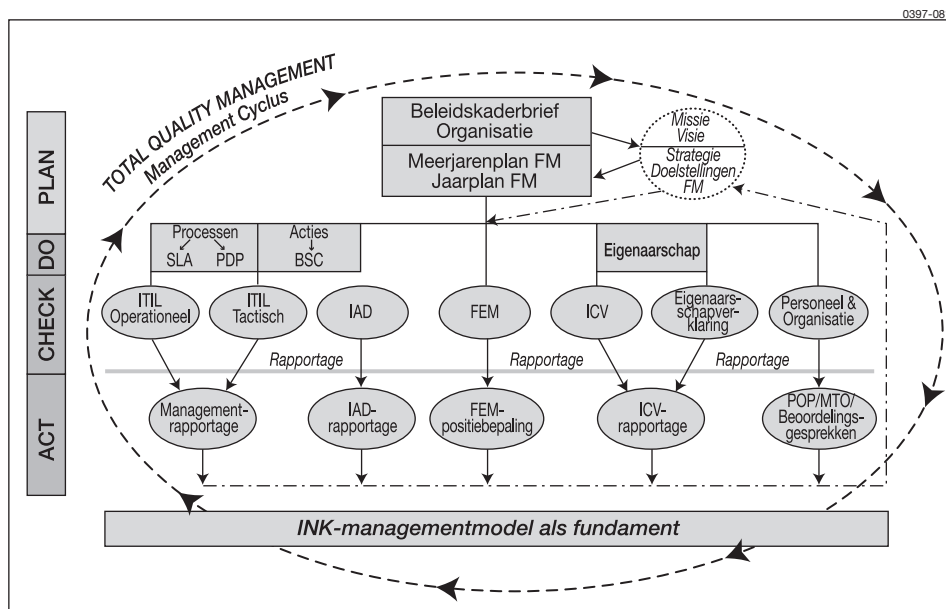 0397-08
TOTAL QUALITY MANAGEMENT
Management Cyclus
PLAN
Beleidskaderbrief
Organisatie
Meerjarenplan FM
Jaarplan FM
Missie
Visie
Strategie
Doelstellingen
FM
DO
Processen
SLA PDP
Acties
BSC
Eigenaarschap
CHECK
ITIL
Operationeel
ITIL
Tactisch
IAD
FEM
ICV
Eigenaars-
schapver-
klaring
Personeel &
Organisatie
Rapportage
Rapportage
Rapportage
ACT
Management-
rapportage
IAD-
rapportage
FEM-
positiebepaling
ICV-
rapportage
POP/MTO/
Beoordelings-
gesprekken
INK-managementmodel als fundament